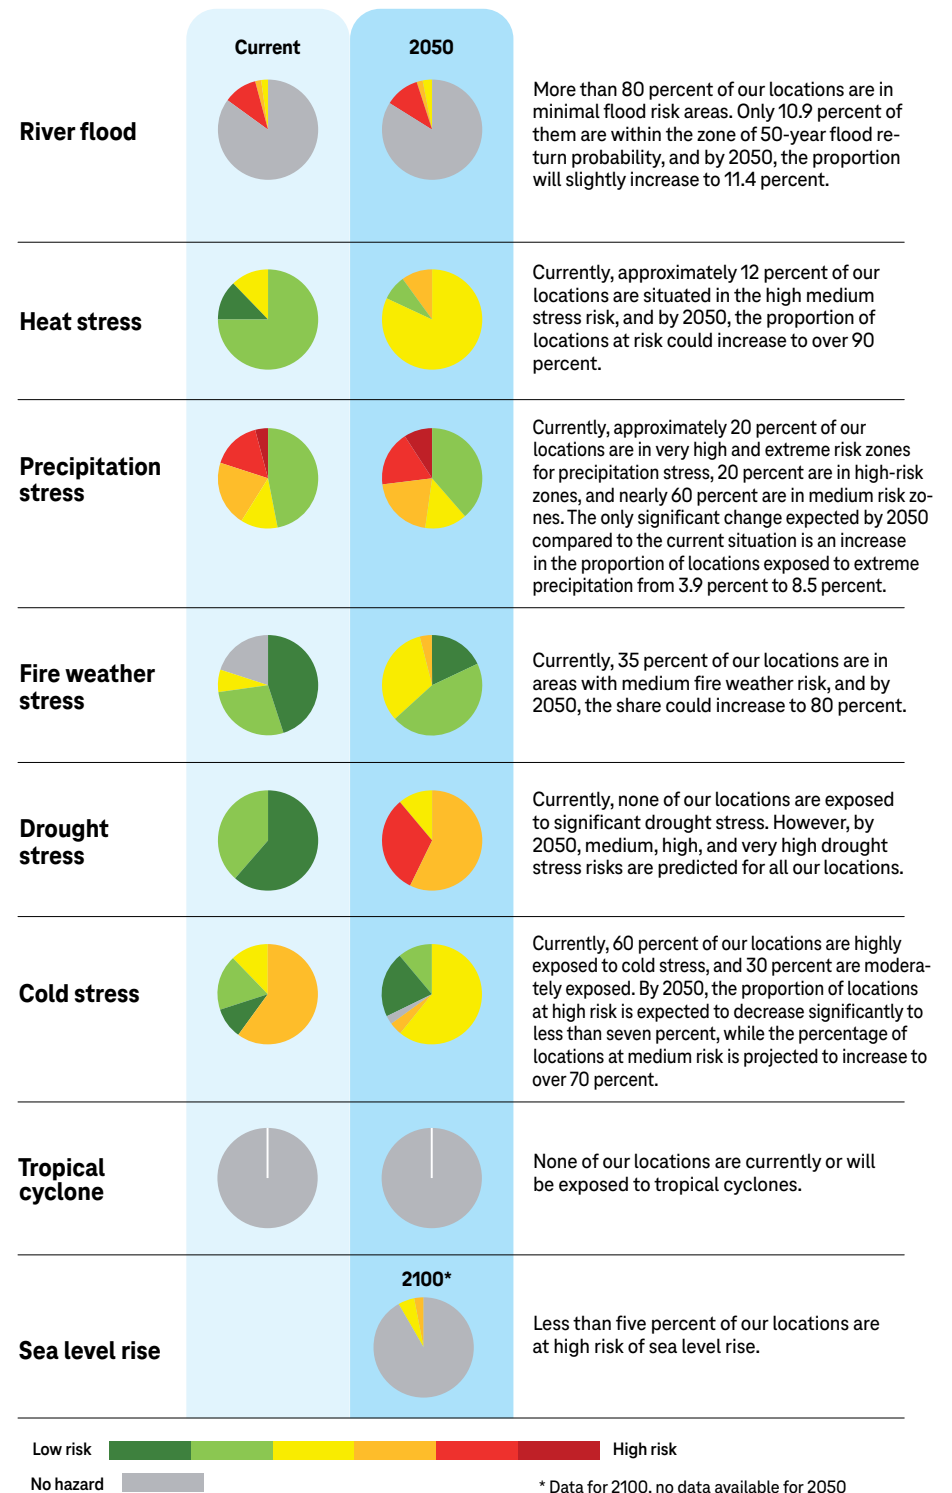 Current
2050
River flood
More than 80 percent of our locations are in
minimal flood risk areas. Only 10.9 percent of
them are within the zone of 50-year flood re-
turn probability, and by 2050, the proportion
will slightly increase to 11.4 percent.
Heat stress
Currently, approximately 12 percent of our
locations are situated in the high medium
stress risk, and by 2050, the proportion of
locations at risk could increase to over 90
percent.
Precipitation
stress
Currently, approximately 20 percent of our
locations are in very high and extreme risk zones
for precipitation stress, 20 percent are in high-risk
zones, and nearly 60 percent are in medium risk zo-
nes. The only significant change expected by 2050
compared to the current situation is an increase
in the proportion of locations exposed to extreme
precipitation from 3.9 percent to 8.5 percent.
Fire weather
stress
Currently, 35 percent of our locations are in
areas with medium fire weather risk, and by
2050, the share could increase to 80 percent.
Drought
stress
Currently, none of our locations are exposed
to significant drought stress. However, by
2050, medium, high, and very high drought
stress risks are predicted for all our locations.
Cold stress
Currently, 60 percent of our locations are highly
exposed to cold stress, and 30 percent are modera-
tely exposed. By 2050, the proportion of locations
at high risk is expected to decrease significantly to
less than seven percent, while the percentage of
locations at medium risk is projected to increase to
over 70 percent.
Tropical
cyclone
None of our locations are currently or will
be exposed to tropical cyclones.
2100*
Sea level rise
Less than five percent of our locations are
at high risk of sea level rise.
Low risk
High risk
No hazard
* Data for 2100, no data available for 2050